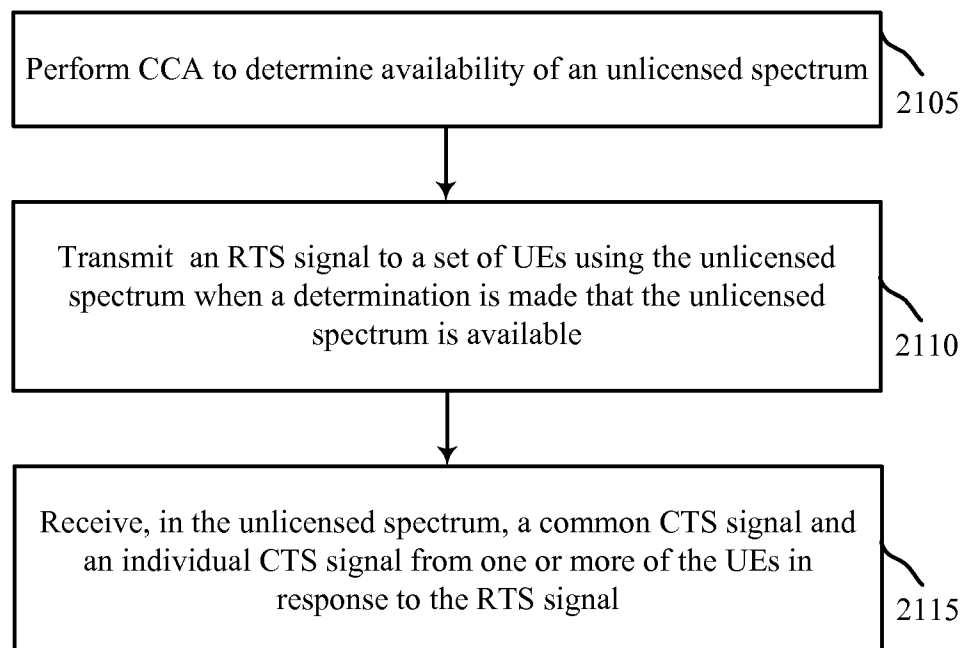 Perform CCA to determine availability of an unlicensed spectrum
2105
Transmit an RTS signal to a set of UEs using the unlicensed
spectrum when a determination is made that the unlicensed
spectrum is available
2110
Receive, in the unlicensed spectrum, a common CTS signal and
an individual CTS signal from one or more of the UEs in
response to the RTS signal
2115